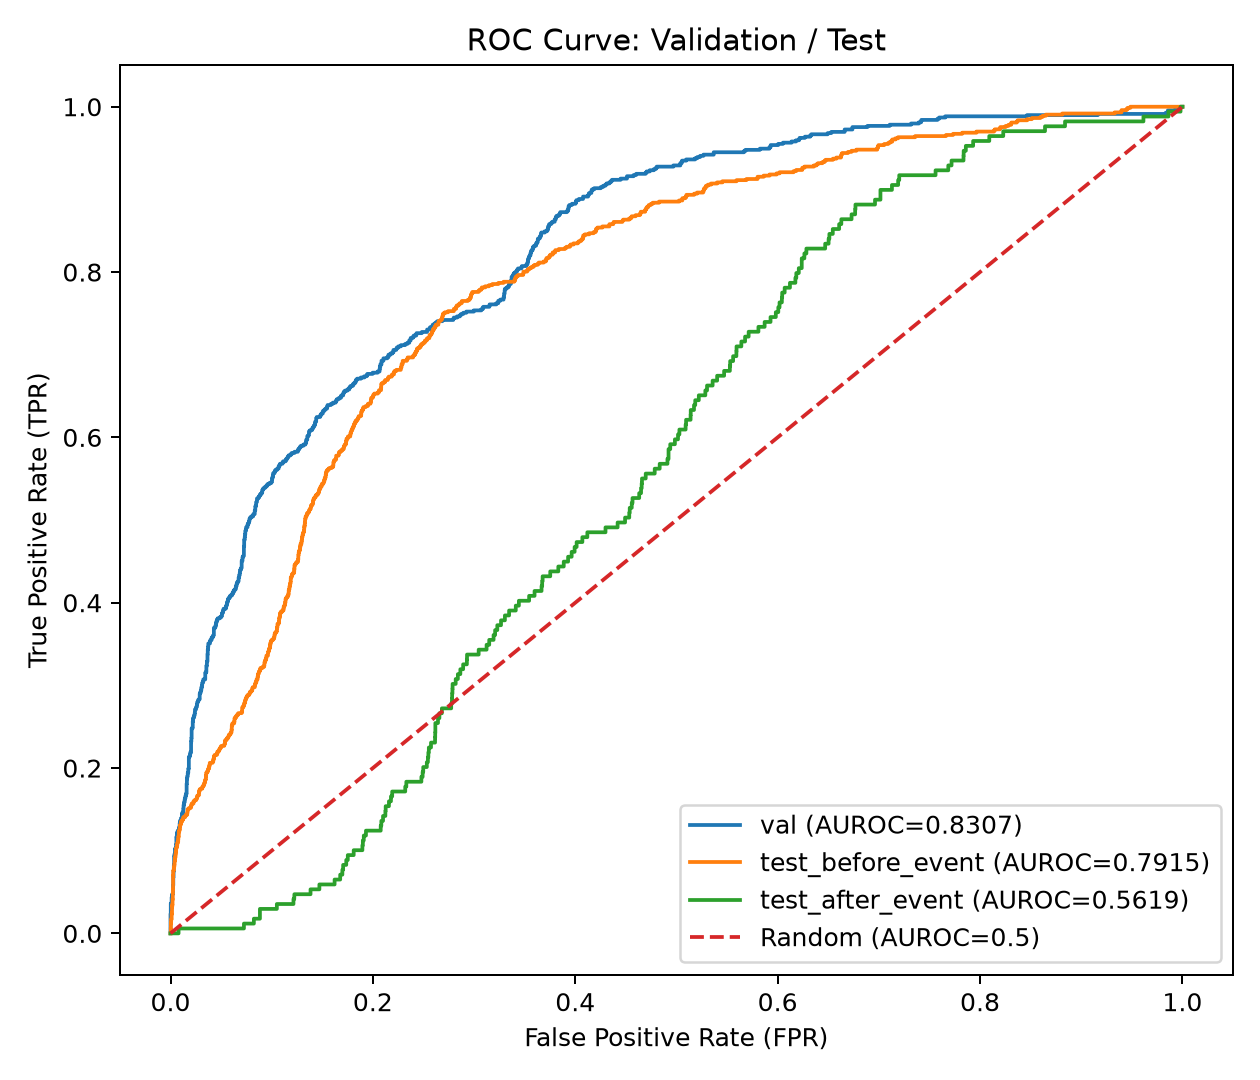 ROC Curve: Validation / Test
True Positive Rate (TPR)
1.0
0.8
0.6
0.4
0.2
0.0
0.0 0.2 0.4 0.6 0.8 1.0
False Positive Rate (FPR)
val (AUROC=0.8307)
test_before_event (AUROC=0.7915)
test_after_event (AUROC=0.5619)
Random (AUROC=0.5)